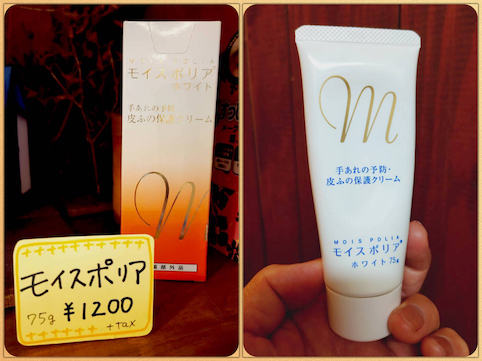 MOIS POLIA
モイスポリア
ホワイト
手あれの予防・
皮ふの保護クリーム
m
医薬部外品
モイスポリア
75g ¥1200
+tax
m
手あれの予防・
皮ふの保護クリーム
MOIS POLIA
モイスポリア
ホワイト 75g